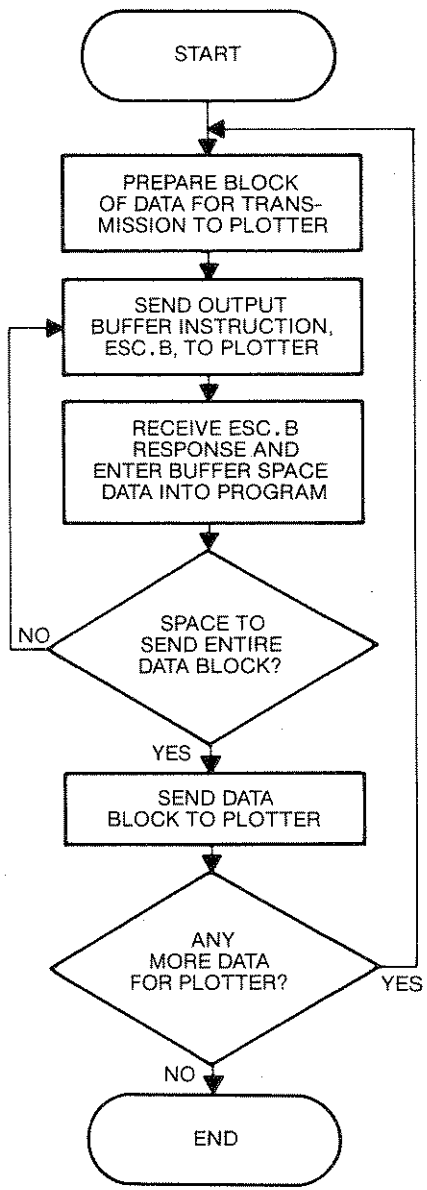 START
PREPARE BLOCK
OF DATA FOR TRANS-
MISSION TO PLOTTER
SEND OUTPUT
BUFFER INSTRUCTION,
ESC.B, TO PLOTTER
RECEIVE ESC.B
RESPONSE AND
ENTER BUFFER SPACE
DATA INTO PROGRAM
SPACE TO
SEND ENTIRE
DATA BLOCK?
NO
YES
SEND DATA
BLOCK TO PLOTTER
ANY
MORE DATA
FOR PLOTTER?
YES
NO
END